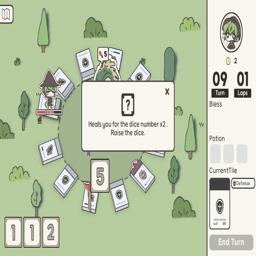 2
09 01
Turn Laps
Bless
x
?
Heals you for the dice number x2.
Raise the dice.
Potion
5
CurrentTile
Defense
1 1 2
End Turn